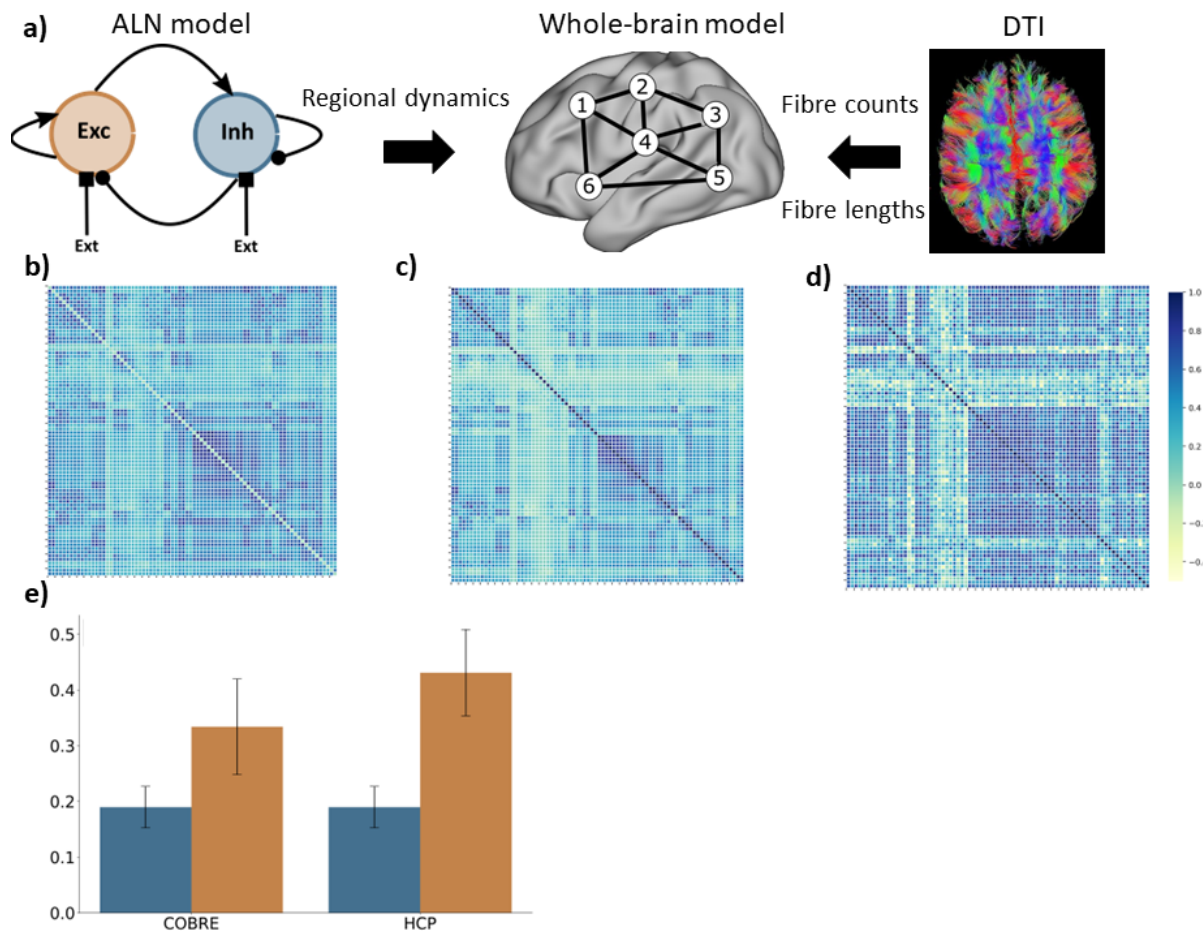 a)
ALN model
Whole-brain model
DTI
Exc
Inh
Ext
Ext
Regional dynamics
1
2
3
4
5
6
Fibre counts
Fibre lengths
b)
c)
d)
1.0
0.8
0.6
0.4
0.2
0.0
e)
0.5
0.4
0.3
0.2
0.1
0.0
COBRE
HCP